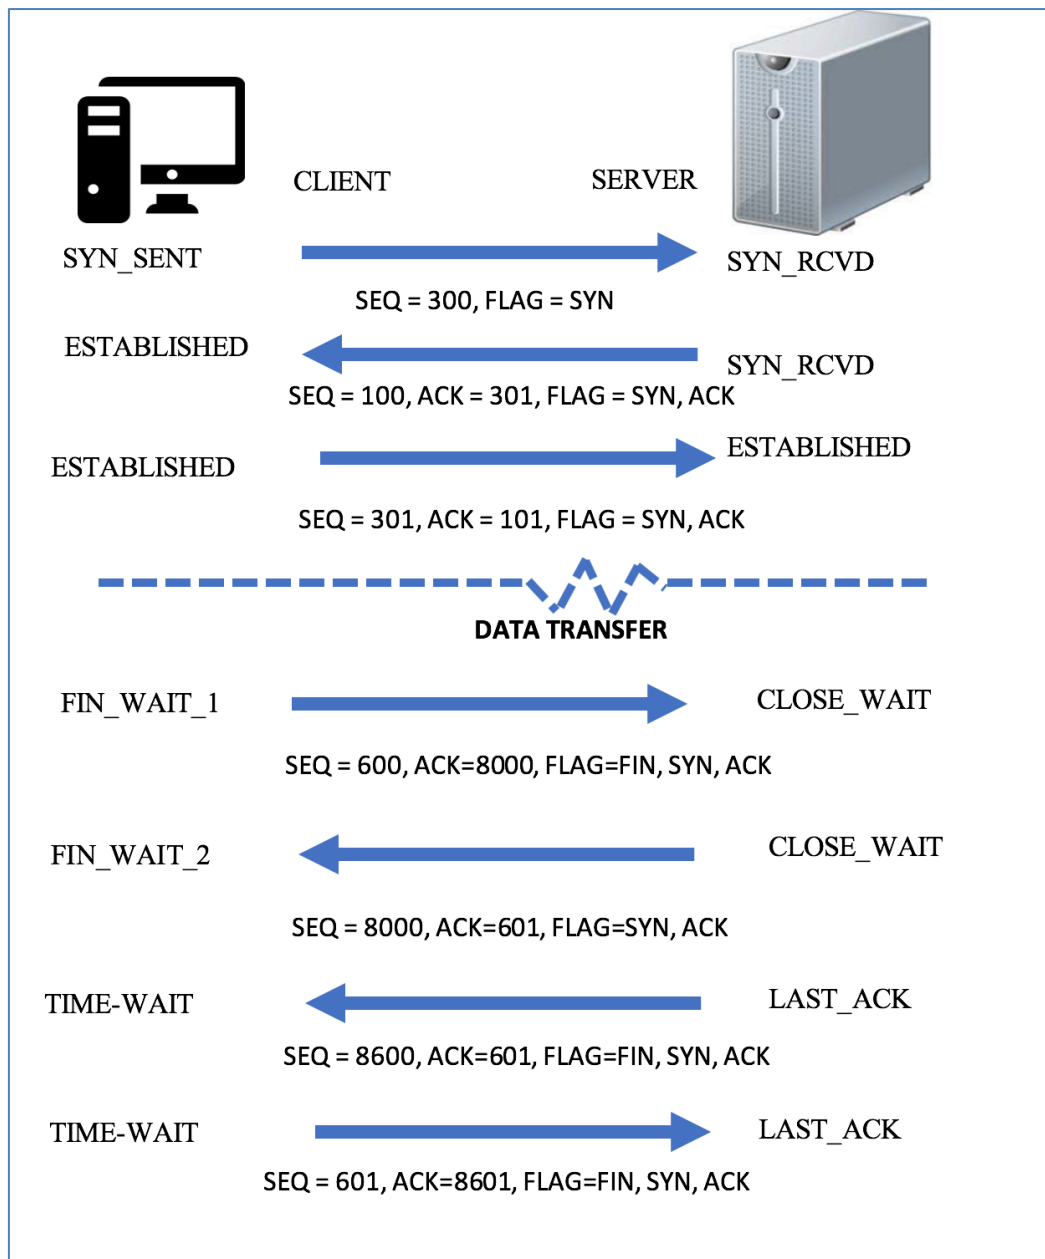 CLIENT SERVER
SYN_SENT SYN_RCVD
SEQ = 300, FLAG = SYN
ESTABLISHED SYN_RCVD
SEQ = 100, ACK = 301, FLAG = SYN, ACK
ESTABLISHED ESTABLISHED
SEQ = 301, ACK = 101, FLAG = SYN, ACK
DATA TRANSFER
FIN_WAIT_1 CLOSE_WAIT
SEQ = 600, ACK=8000, FLAG=FIN, SYN, ACK
FIN_WAIT_2 CLOSE_WAIT
SEQ = 8000, ACK=601, FLAG=SYN, ACK
TIME-WAIT LAST_ACK
SEQ = 8600, ACK=601, FLAG=FIN, SYN, ACK
TIME-WAIT LAST_ACK
SEQ = 601, ACK=8601, FLAG=FIN, SYN, ACK